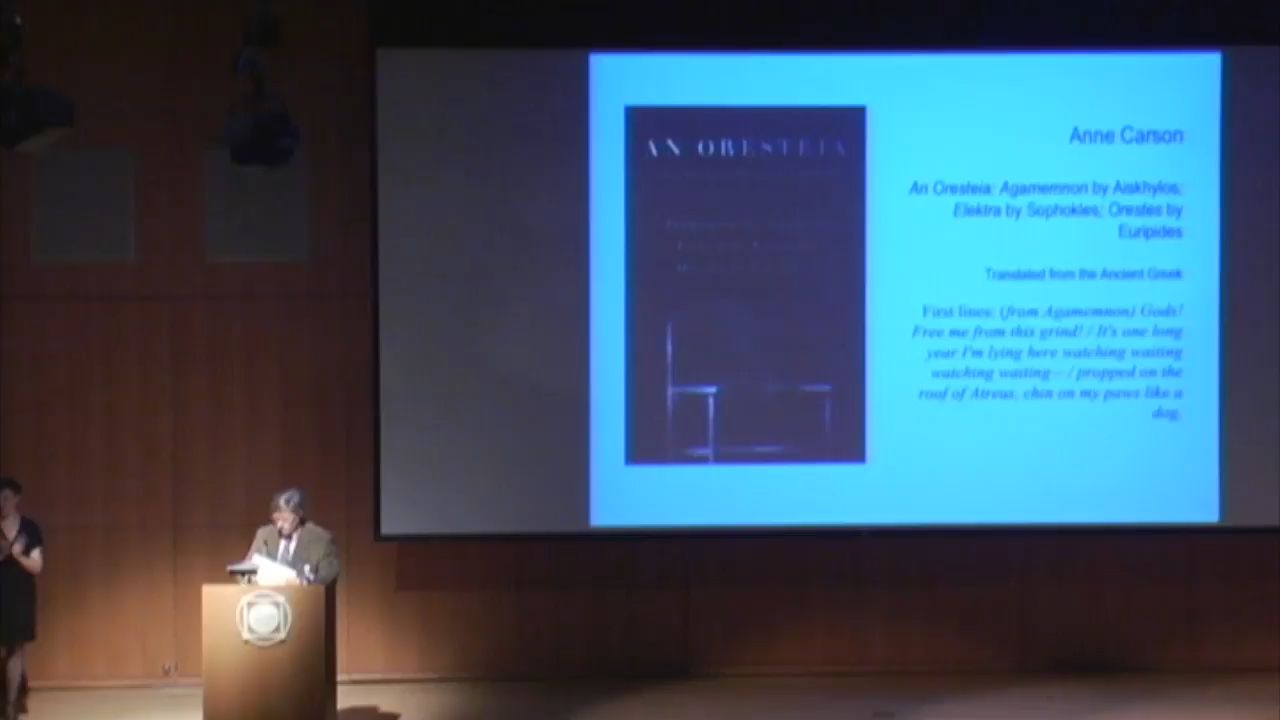 AN ORESTEIA
Anne Carson
An Oresteia: Agamemnon by Aiskhylos;
Elektra by Sophokles; Orestes by
Euripides
Translated from the Ancient Greek
First lines: (from Agamemnon) Gods!
Free me from this grind! / It's one long
year I'm lying here watching waiting
watching waiting— / propped on the
roof of Atreus, chin on my paws like a
dog.